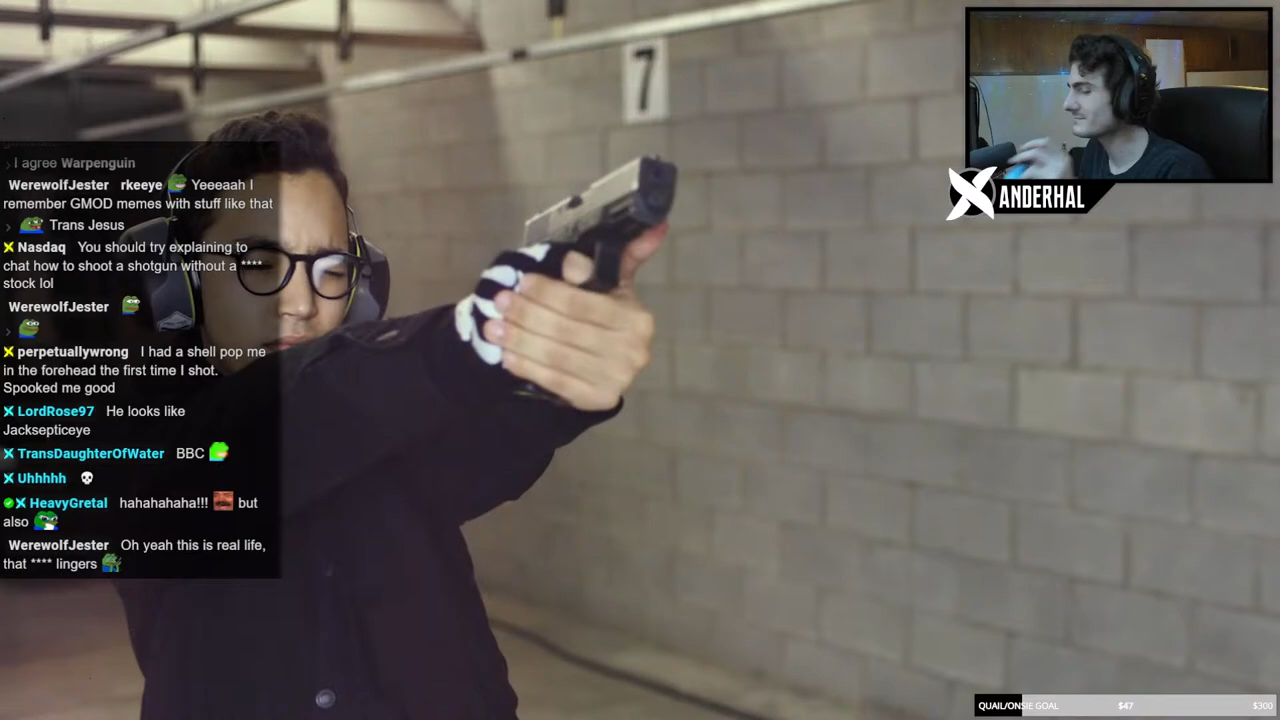 7
I agree Warpenguin
WerewolfJester rkeeye Yeeeaah I
remember GMOD memes with stuff like that
Trans Jesus
Nasdaq You should try explaining to
chat how to shoot a shotgun without a ****
stock lol
WerewolfJester
perpetuallywrong I had a shell pop me
in the forehead the first time I shot.
Spooked me good
LordRose97 He looks like
Jacksepticeye
TransDaughterOfWater BBC
Uhhhhh
HeavyGretal hahahahaha!!! but
also
WerewolfJester Oh yeah this is real life,
that **** lingers
ANDERHAL
QUAIL/ONSIE GOAL $47 $300